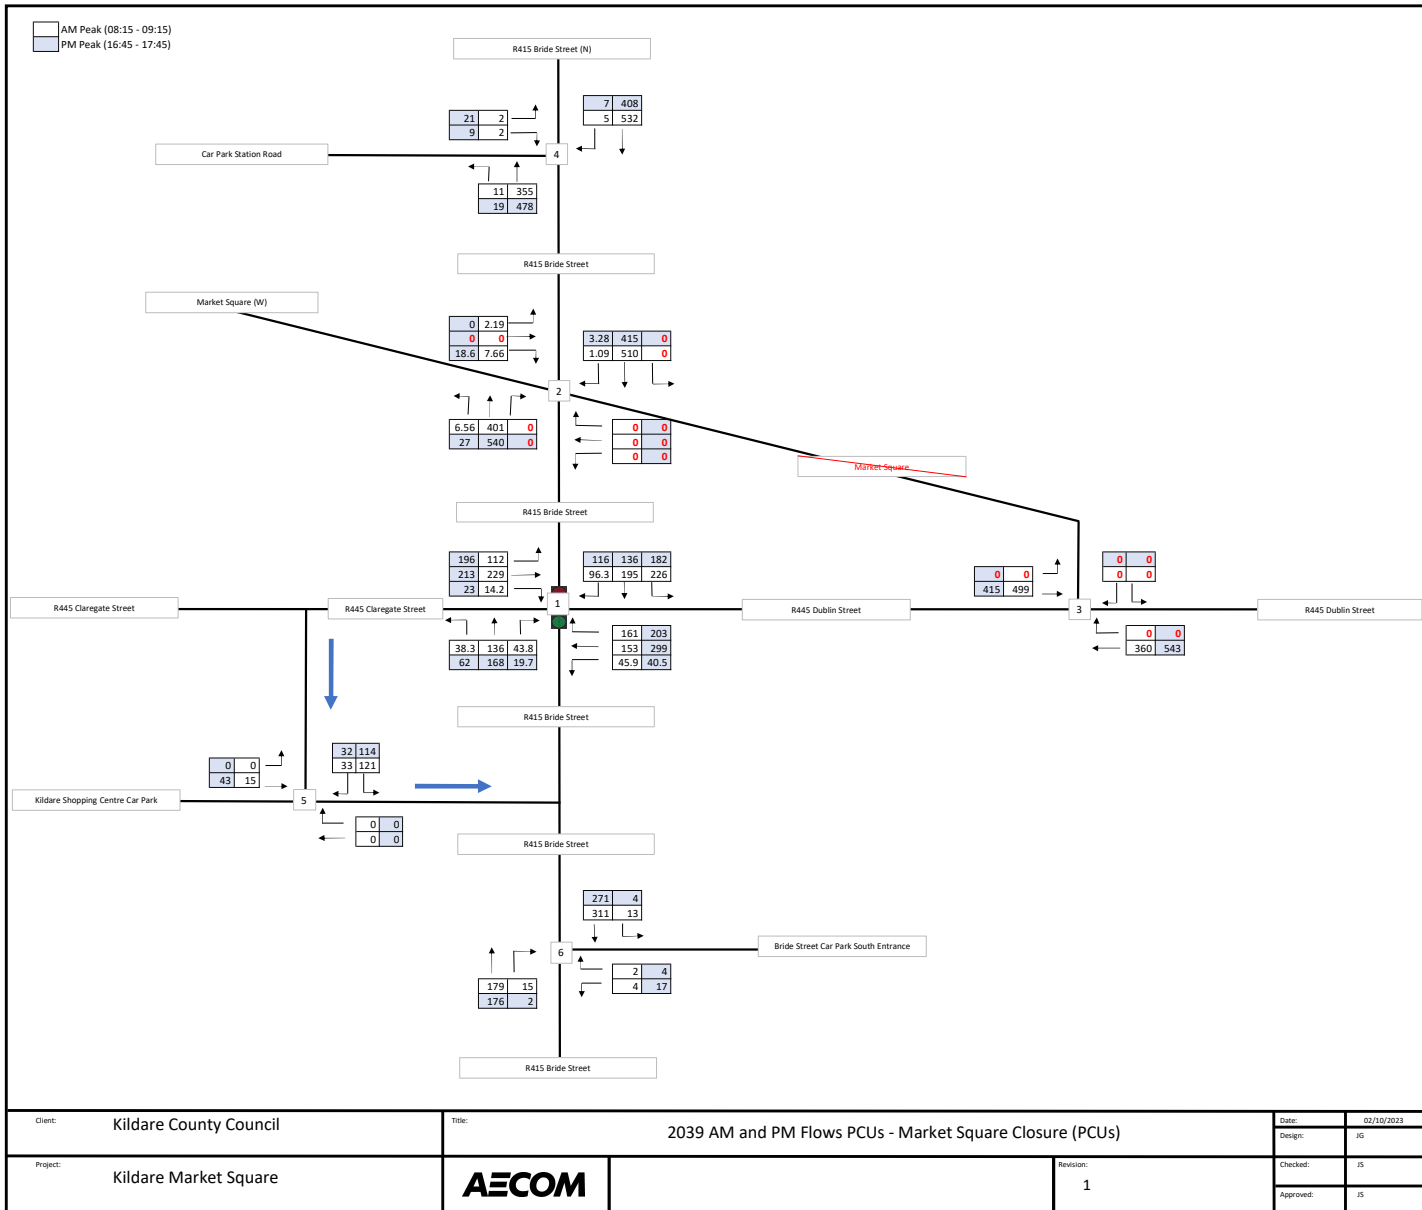 AM Peak (08:15 - 09:15)
PM Peak (16:45 - 17:45)
R415 Bride Street (N)
7 408
5 532
21 2
9 2
Car Park Station Road
4
11 355
19 478
R415 Bride Street
Market Square (W)
0 2.19
0 0
18.6 7.66
3.28 415 0
1.09 510 0
2
6.56 401 0
27 540 0
0 0
0 0
0 0
Market Square
R415 Bride Street
196 112
213 229
23 14.2
116 136 182
96.3 195 226
0 0
415 499
0 0
0 0
R445 Claregate Street
R445 Claregate Street
1
R445 Dublin Street
3
R445 Dublin Street
38.3 136 43.8
62 168 19.7
161 203
153 299
45.9 40.5
0 0
360 543
R415 Bride Street
0 0
43 15
32 114
33 121
Kildare Shopping Centre Car Park
5
0 0
0 0
R415 Bride Street
271 4
311 13
6
Bride Street Car Park South Entrance
179 15
176 2
2 4
4 17
R415 Bride Street
Client:
Kildare County Council
Title:
2039 AM and PM Flows PCUs - Market Square Closure (PCUs)
Date:
02/10/2023
Design:
JG
Project:
Kildare Market Square
AECOM
Revision:
1
Checked:
JS
Approved:
JS